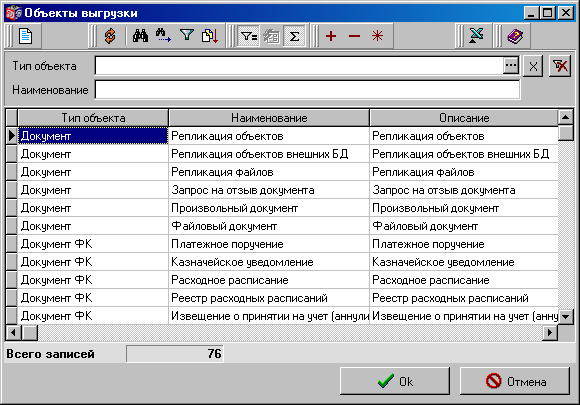 Объекты выгрузки
Тип объекта
Наименование
Тип объекта Наименование Описание
Документ Репликация объектов Репликация объектов
Документ Репликация объектов внешних БД Репликация объектов внешних БД
Документ Репликация файлов Репликация файлов
Документ Запрос на отзыв документа Запрос на отзыв документа
Документ Произвольный документ Произвольный документ
Документ Файловый документ Файловый документ
Документ ФК Платежное поручение Платежное поручение
Документ ФК Казначейское уведомление Казначейское уведомление
Документ ФК Расходное расписание Расходное расписание
Документ ФК Реестр расходных расписаний Реестр расходных расписаний
Документ ФК Извещение о принятии на учет (аннули Извещение о принятии на учет (анну
Всего записей 76
Ok Отмена